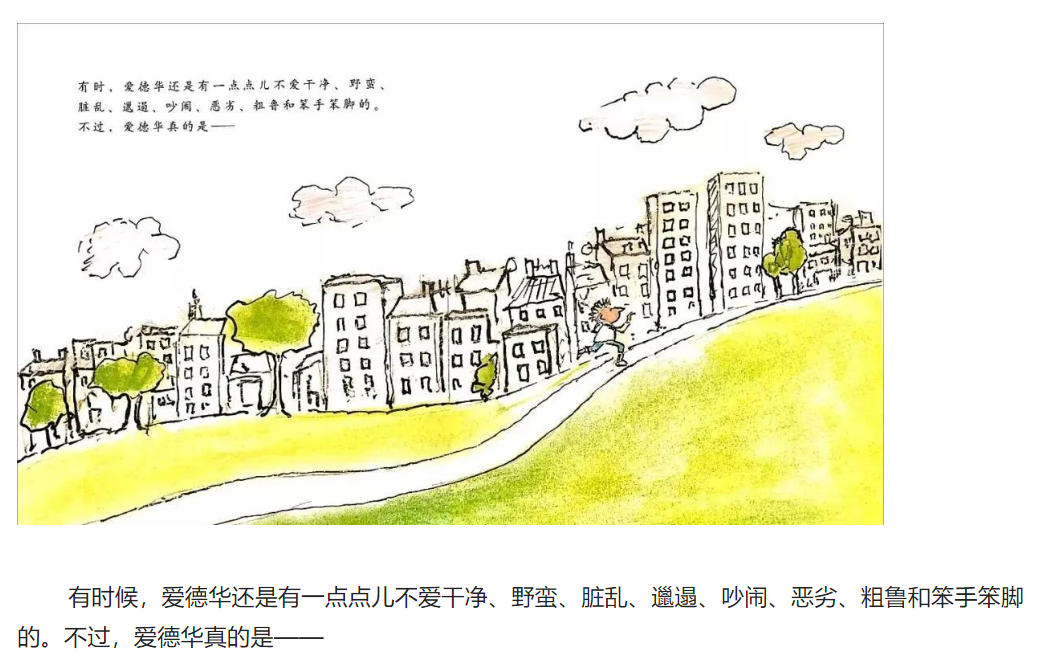 有时，爱德华还是有一点点儿不爱干净、野蛮、
脏乱、邋遢、吵闹、恶劣、粗鲁和笨手笨脚的。
不过，爱德华真的是——
有时候，爱德华还是有一点点儿不爱干净、野蛮、脏乱、邋遢、吵闹、恶劣、粗鲁和笨手笨脚
的。不过，爱德华真的是——